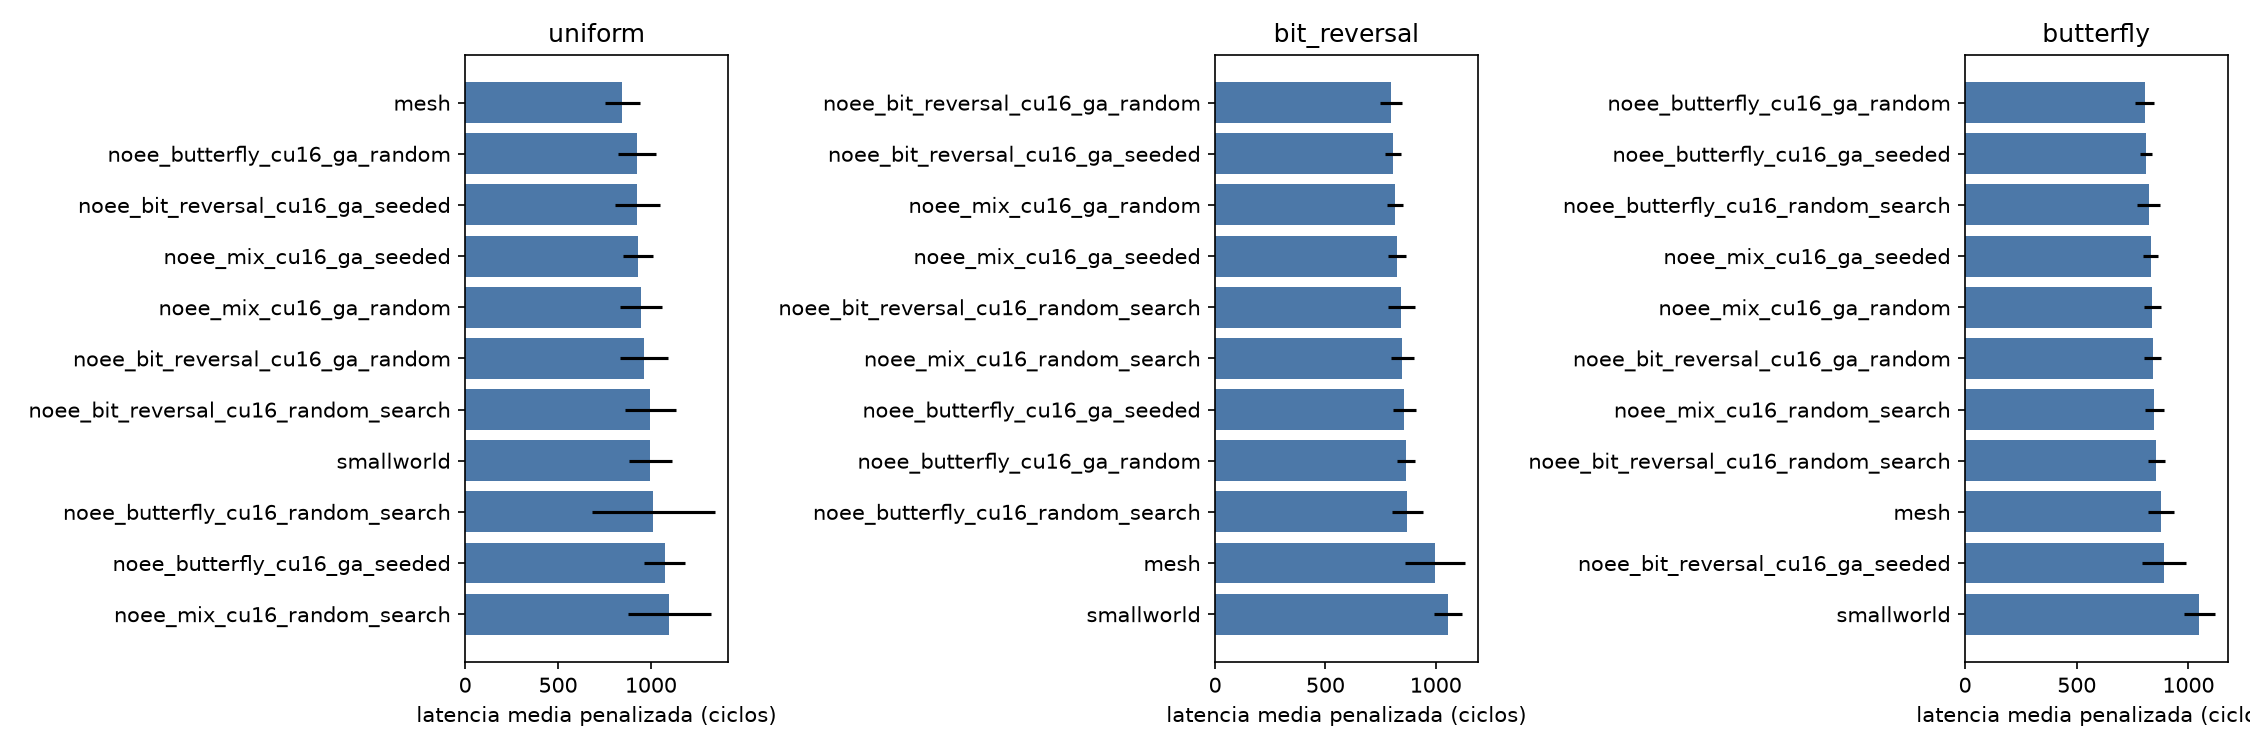 uniform
mesh
noee_butterfly_cu16_ga_random
noee_bit_reversal_cu16_ga_seeded
noee_mix_cu16_ga_seeded
noee_mix_cu16_ga_random
noee_bit_reversal_cu16_ga_random
noee_bit_reversal_cu16_random_search
smallworld
noee_butterfly_cu16_random_search
noee_butterfly_cu16_ga_seeded
noee_mix_cu16_random_search
0 500 1000
latencia media penalizada (ciclos)
bit_reversal
noee_bit_reversal_cu16_ga_random
noee_bit_reversal_cu16_ga_seeded
noee_mix_cu16_ga_random
noee_mix_cu16_ga_seeded
noee_bit_reversal_cu16_random_search
noee_mix_cu16_random_search
noee_butterfly_cu16_ga_seeded
noee_butterfly_cu16_ga_random
noee_butterfly_cu16_random_search
mesh
smallworld
0 500 1000
latencia media penalizada (ciclos)
butterfly
noee_butterfly_cu16_ga_random
noee_butterfly_cu16_ga_seeded
noee_butterfly_cu16_random_search
noee_mix_cu16_ga_seeded
noee_mix_cu16_ga_random
noee_bit_reversal_cu16_ga_random
noee_mix_cu16_random_search
noee_bit_reversal_cu16_random_search
mesh
noee_bit_reversal_cu16_ga_seeded
smallworld
0 500 1000
latencia media penalizada (ciclo